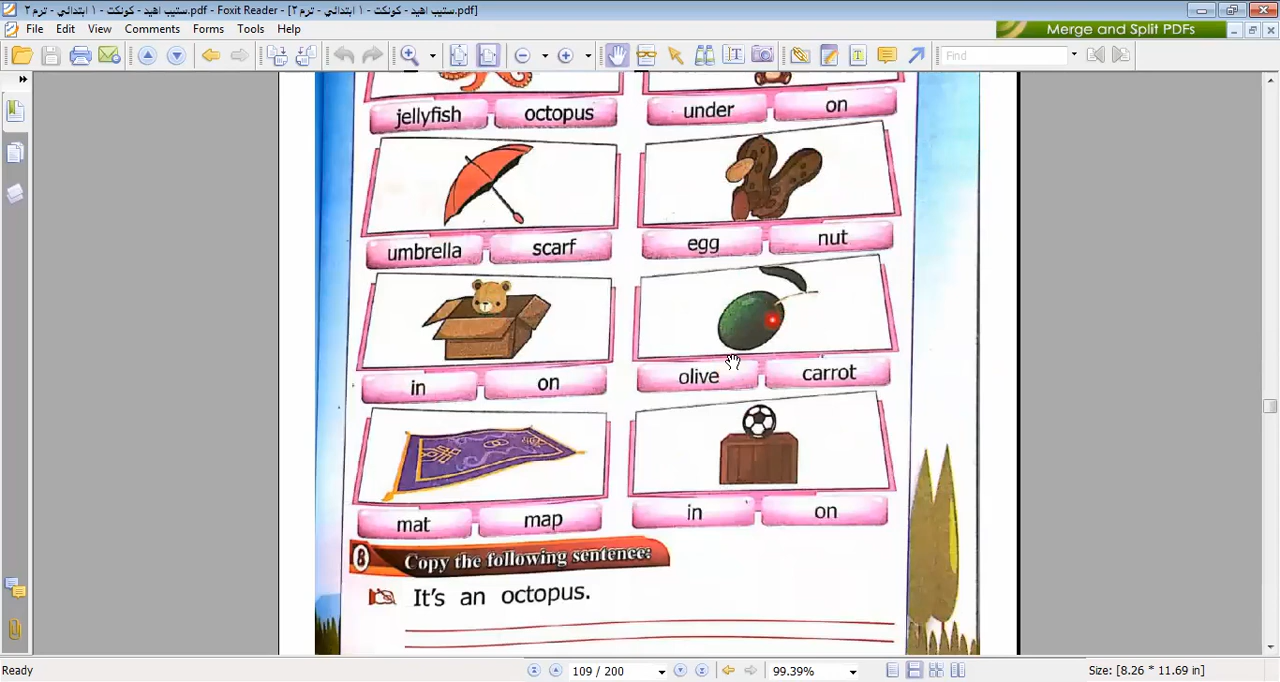 ستيب اهيد - كونكت - ١ ابتدائي - ترم ٢.pdf - Foxit Reader - [ستيب اهيد - كونكت - ١ ابتدائي - ترم ٢.pdf]
File Edit View Comments Forms Tools Help
Merge and Split PDFs
Find
jellyfish octopus under on
umbrella scarf egg nut
in on olive carrot
mat map in on
8 Copy the following sentence:
It's an octopus.
Ready 109 / 200 99.39% Size: [8.26 * 11.69 in]